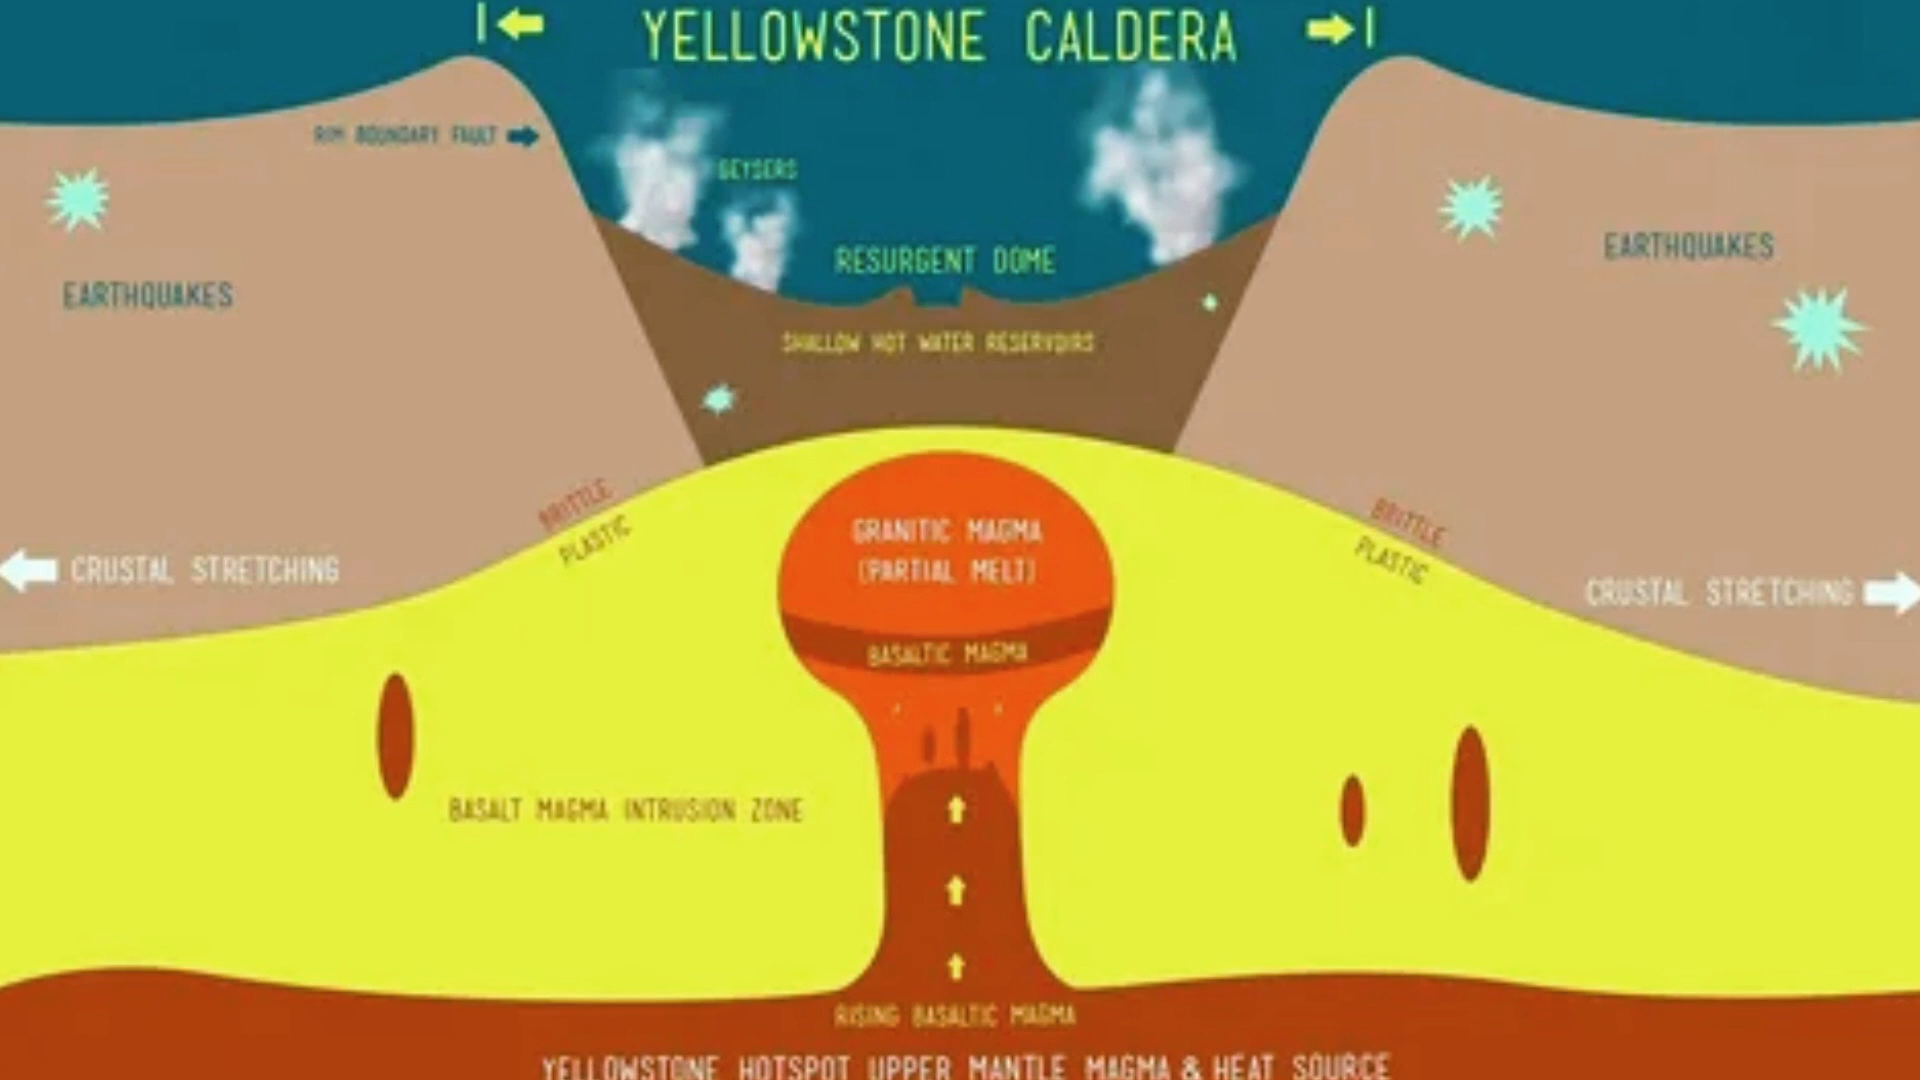 YELLOWSTONE CALDERA
RIM BOUNDARY FAULT
GEYSERS
EARTHQUAKES
RESURGENT DOME
EARTHQUAKES
SHALLOW HOT WATER RESERVOIRS
BRITTLE
PLASTIC
BRITTLE
PLASTIC
CRUSTAL STRETCHING
GRANITIC MAGMA
(PARTIAL MELT)
CRUSTAL STRETCHING
BASALTIC MAGMA
BASALT MAGMA INTRUSION ZONE
RISING BASALTIC MAGMA
YELLOWSTONE HOTSPOT UPPER MANTLE MAGMA & HEAT SOURCE